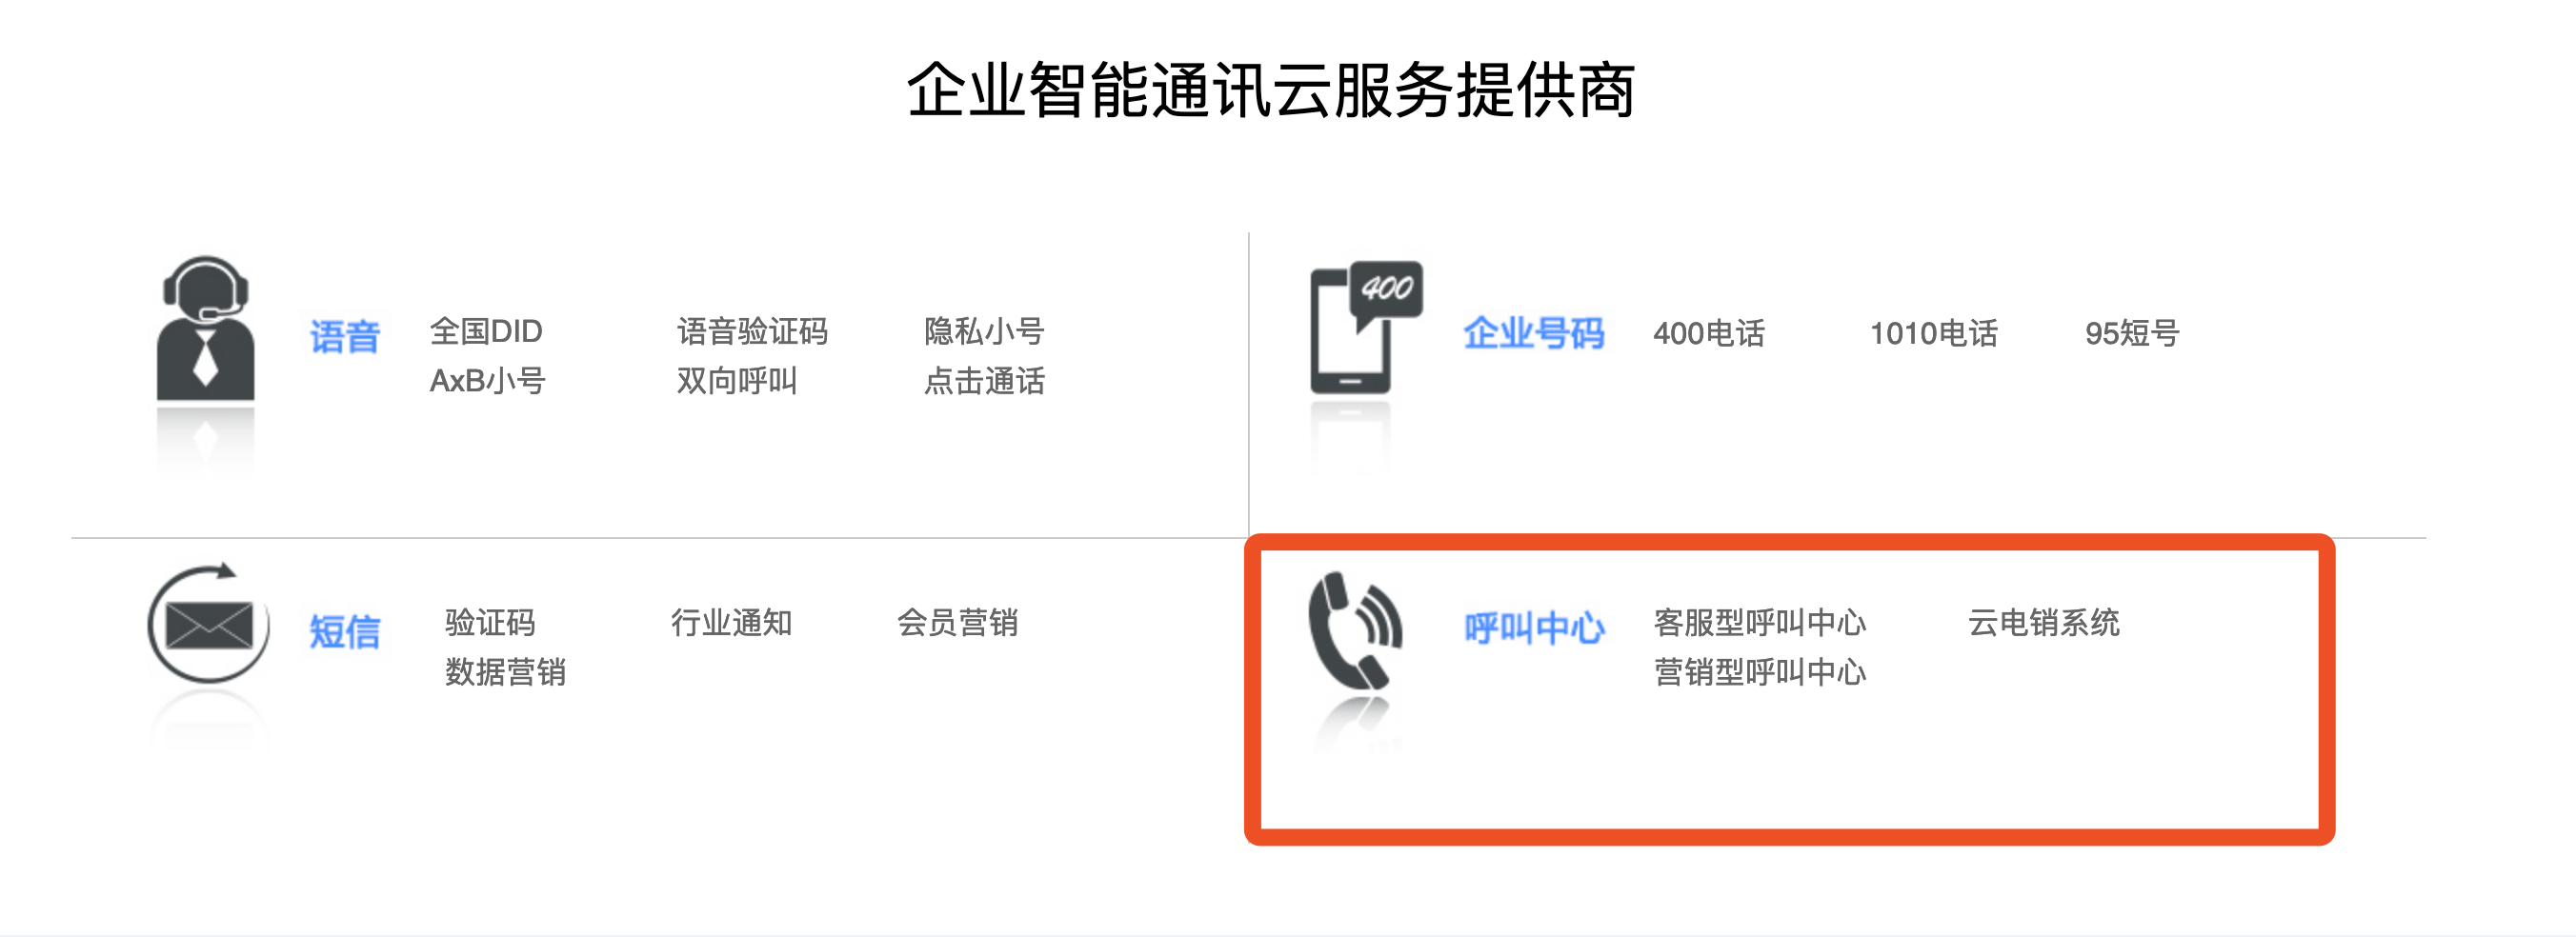 企业智能通讯云服务提供商
语音
全国DID 语音验证码 隐私小号
AxB小号 双向呼叫 点击通话
400
企业号码
400电话 1010电话 95短号
短信
验证码 行业通知 会员营销
数据营销
呼叫中心
客服型呼叫中心 云电销系统
营销型呼叫中心